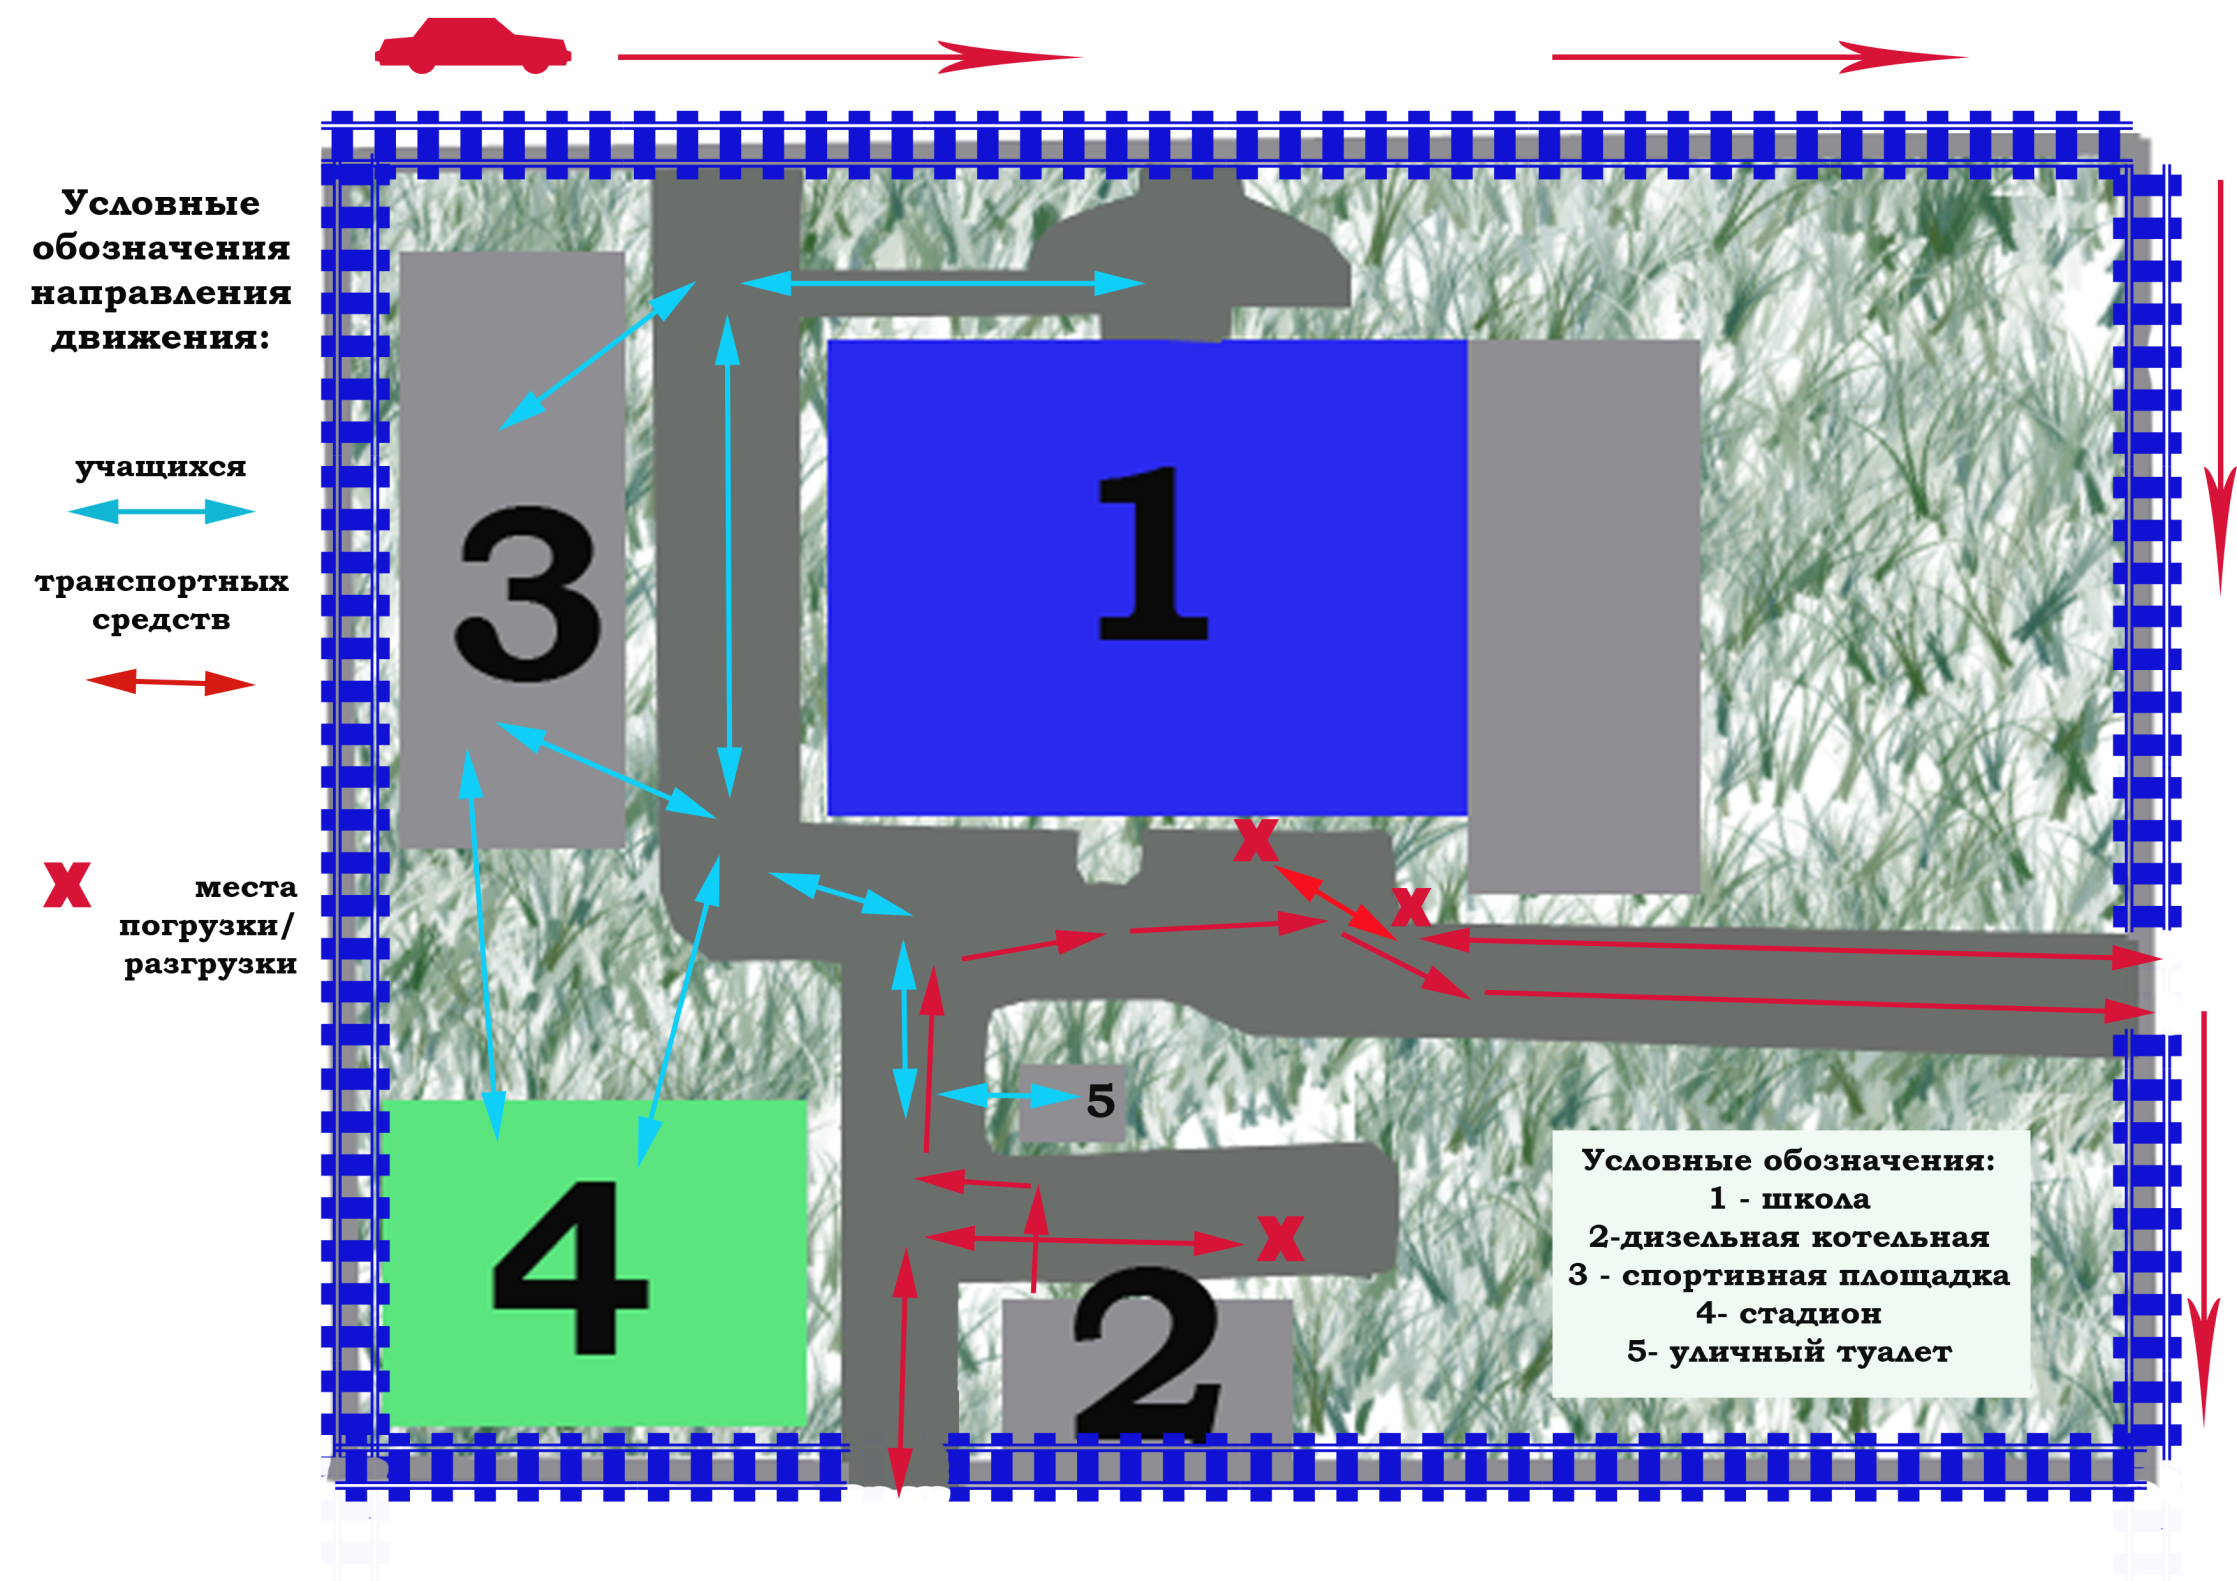 Условные
обозначения
направления
движения:
учащихся
транспортных
средств
X места
погрузки/
разгрузки
3
1
X
X
5
4
X
2
Условные обозначения:
1 - школа
2-дизельная котельная
3 - спортивная площадка
4- стадион
5- уличный туалет